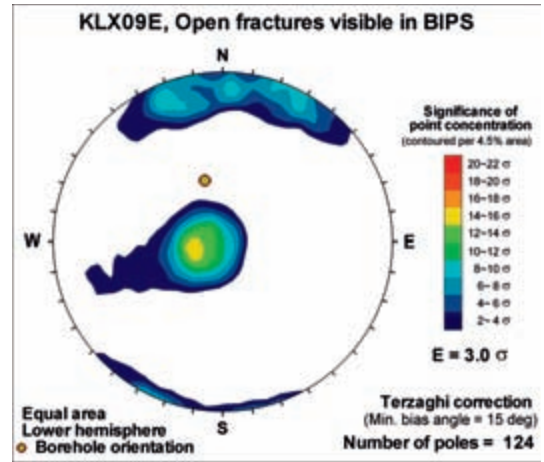 KLX09E, Open fractures visible in BIPS
N
Significance of
point concentration
(contoured per 4.5% area)
20–22 σ
18–20 σ
16–18 σ
14–16 σ
12–14 σ
10–12 σ
8–10 σ
6–8 σ
4–6 σ
2–4 σ
W
E
E = 3.0 σ
Terzaghi correction
(Min. bias angle = 15 deg)
Number of poles = 124
Equal area
Lower hemisphere
S
Borehole orientation